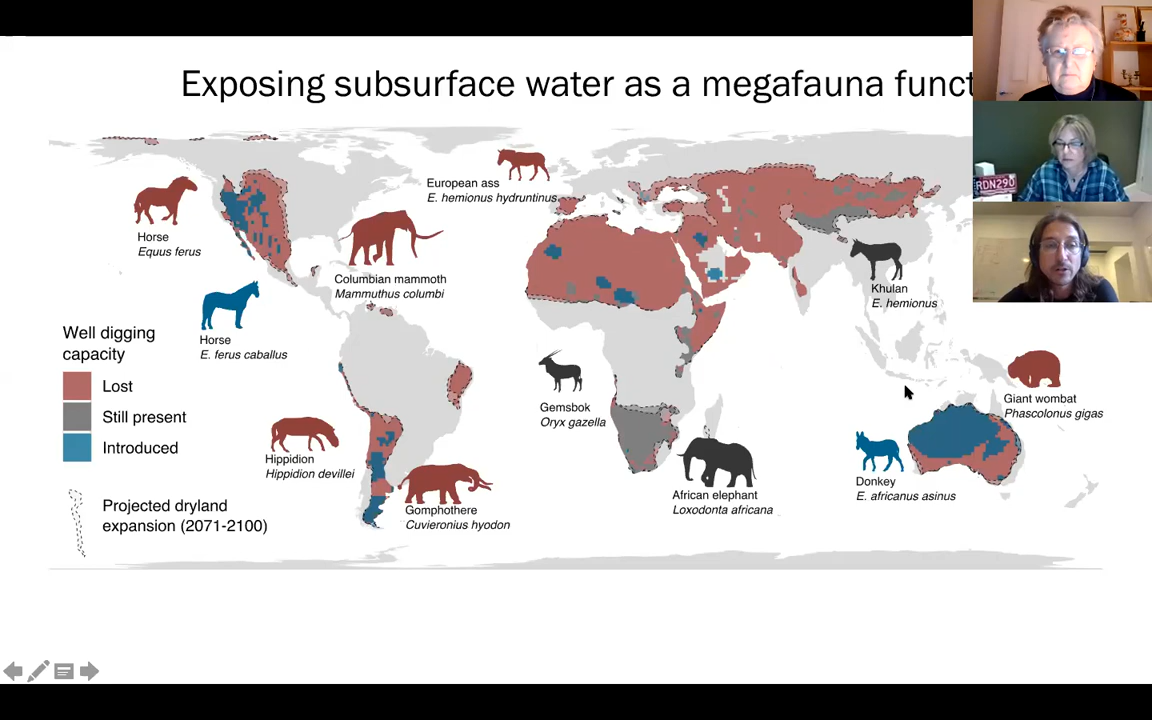 Exposing subsurface water as a megafauna funct
European ass
E. hemionus hydruntinus
Horse
Equus ferus
Columbian mammoth
Mammuthus columbi
Khulan
E. hemionus
Horse
E. ferus caballus
Well digging
capacity
Lost
Still present
Introduced
Projected dryland
expansion (2071-2100)
Gemsbok
Oryx gazella
Giant wombat
Phascolonus gigas
Hippidion
Hippidion devillei
Gomphothere
Cuvieronius hyodon
African elephant
Loxodonta africana
Donkey
E. africanus asinus
RDN290